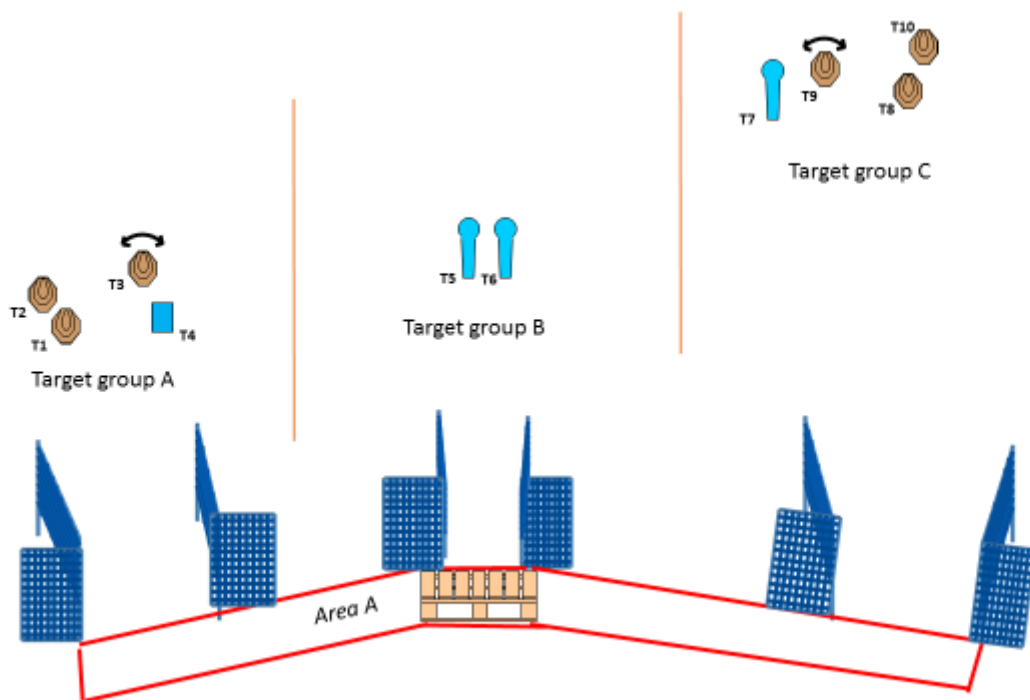 T10
T9
T8
T7
Target group C
T3
T2
T1
T4
Target group A
T5
T6
Target group B
Area A